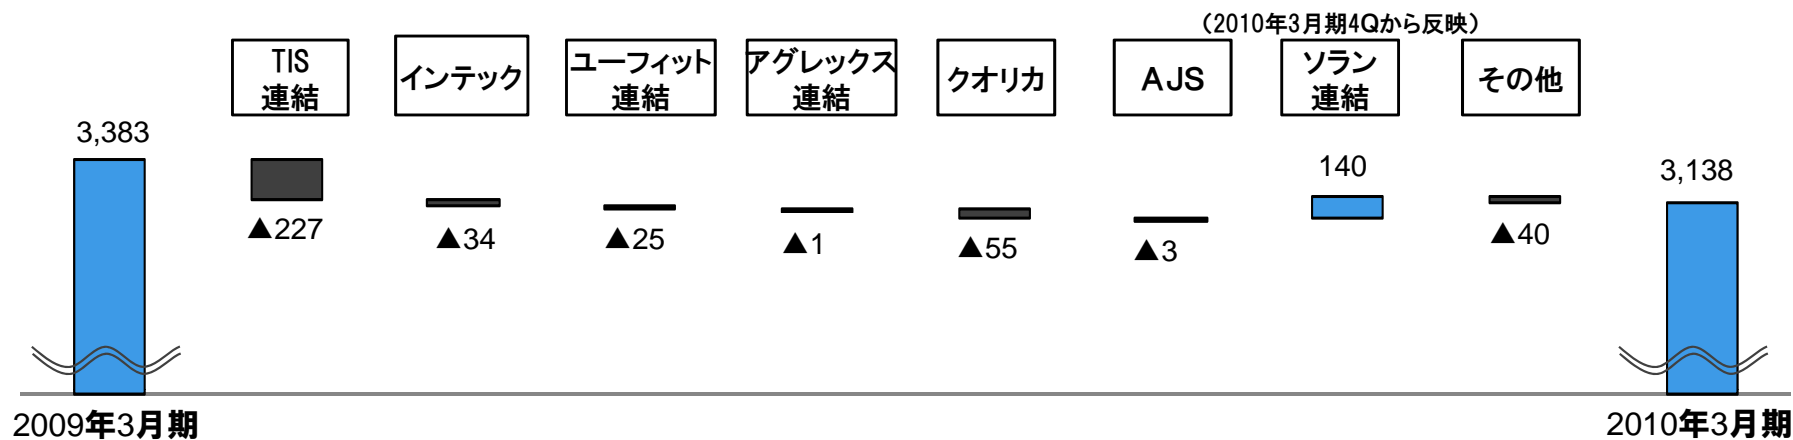 （2010年3月期4Qから反映）
TIS
連結
インテック
ユーフィット
連結
アグレックス
連結
クオリカ
ＡＪＳ
ソラン
連結
その他
3,383
▲227
▲34
▲25
▲1
▲55
▲3
140
▲40
3,138
2009年3月期
2010年3月期